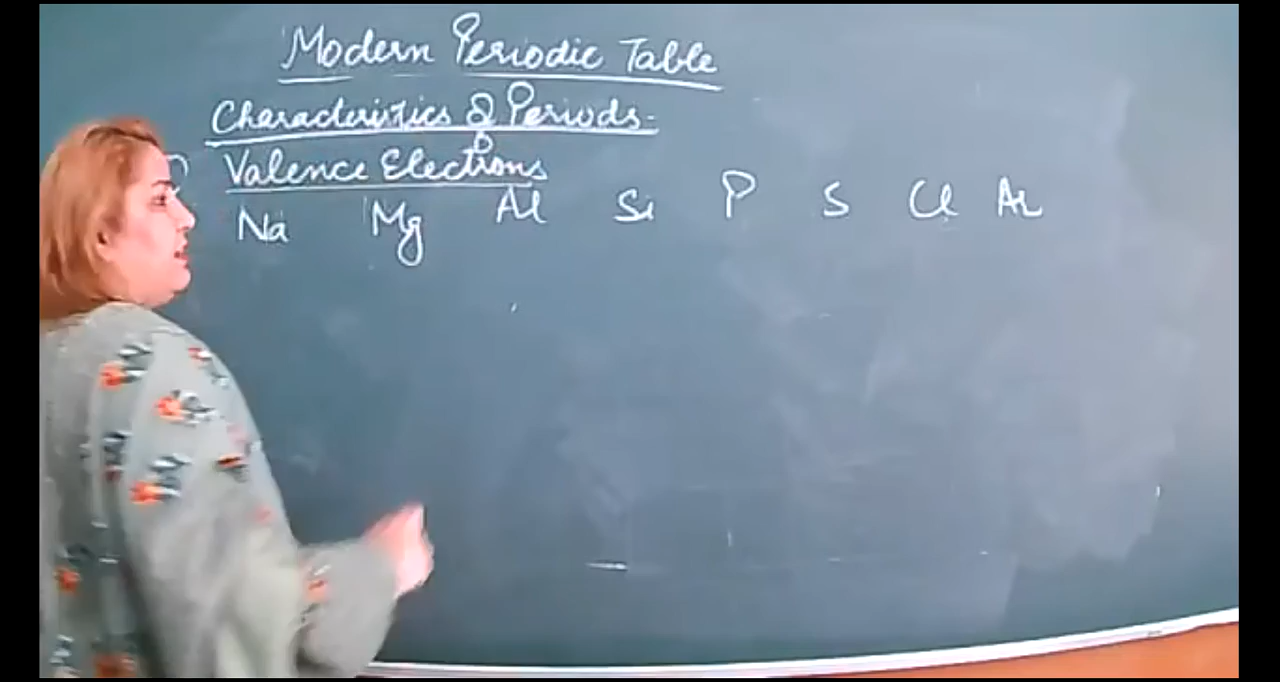 Modern Periodic Table
Characteristics of Periods-
Valence Electrons
Na Mg Al Si P S Cl Ar